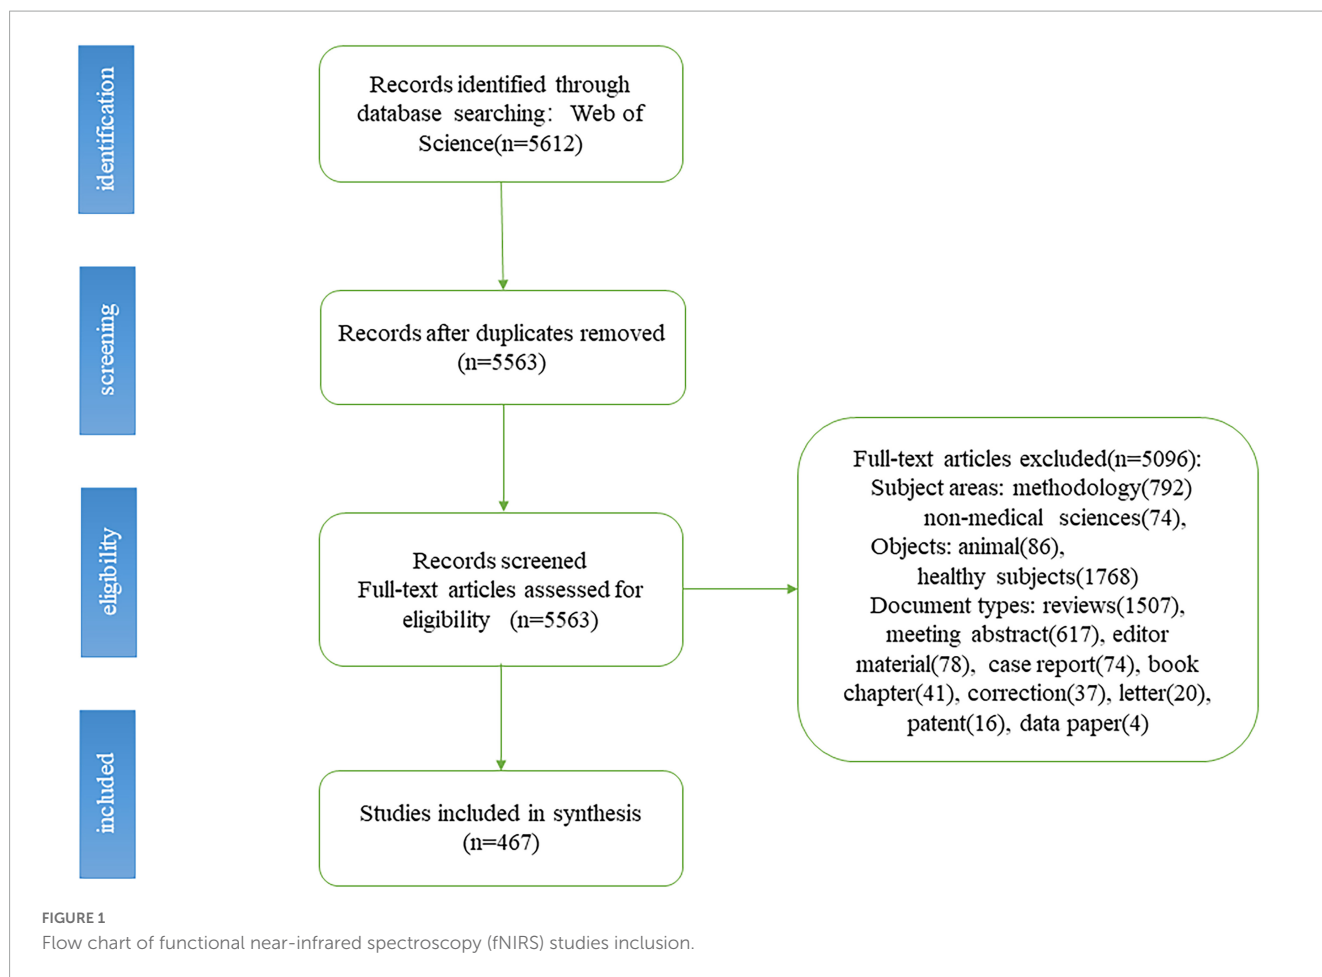 identification
Records identified through
database searching: Web of
Science(n=5612)
screening
Records after duplicates removed
(n=5563)
eligibility
Records screened
Full-text articles assessed for
eligibility (n=5563)
Full-text articles excluded(n=5096):
Subject areas: methodology(792)
non-medical sciences(74),
Objects: animal(86),
healthy subjects(1768)
Document types: reviews(1507),
meeting abstract(617), editor
material(78), case report(74), book
chapter(41), correction(37), letter(20),
patent(16), data paper(4)
included
Studies included in synthesis
(n=467)
FIGURE 1
Flow chart of functional near-infrared spectroscopy (fNIRS) studies inclusion.